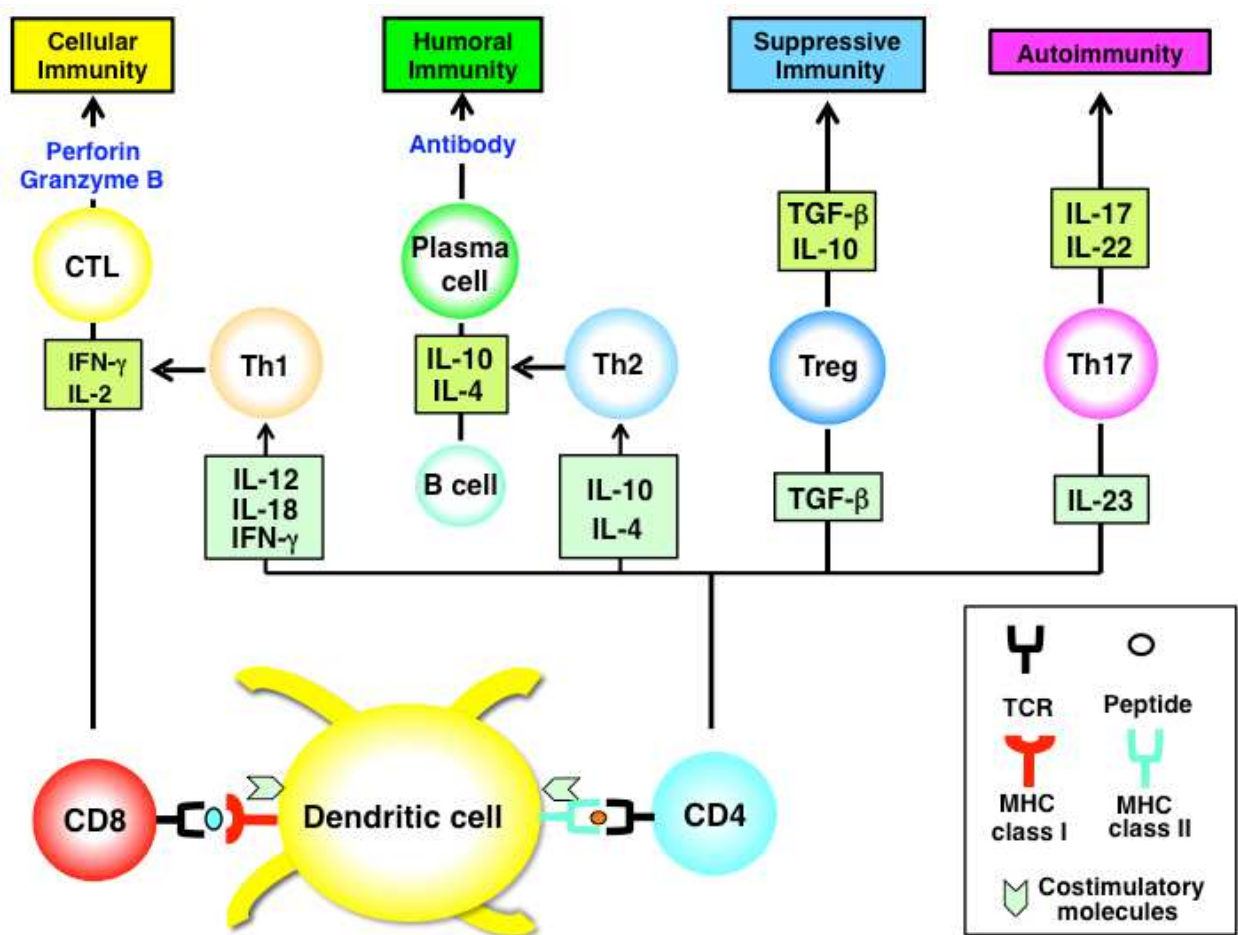 Cellular
Immunity
Humoral
Immunity
Suppressive
Immunity
Autoimmunity
Perforin
Granzyme B
Antibody
TGF-β
IL-10
IL-17
IL-22
CTL
Plasma
cell
IFN-γ
IL-2
Th1
IL-10
IL-4
Th2
Treg
Th17
IL-12
IL-18
IFN-γ
B cell
IL-10
IL-4
TGF-β
IL-23
CD8
Dendritic cell
CD4
TCR
Peptide
MHC
class I
MHC
class II
Costimulatory
molecules